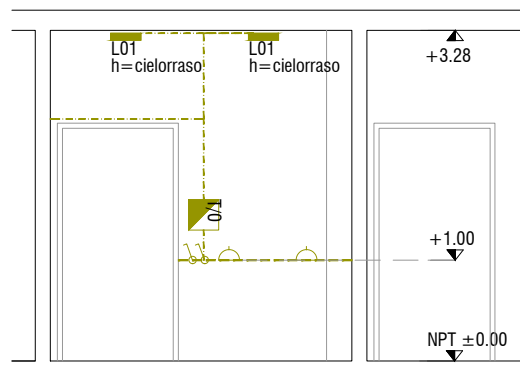 L01
h=cielorraso
L01
h=cielorraso
+3.28
0/1
+1.00
NPT ±0.00